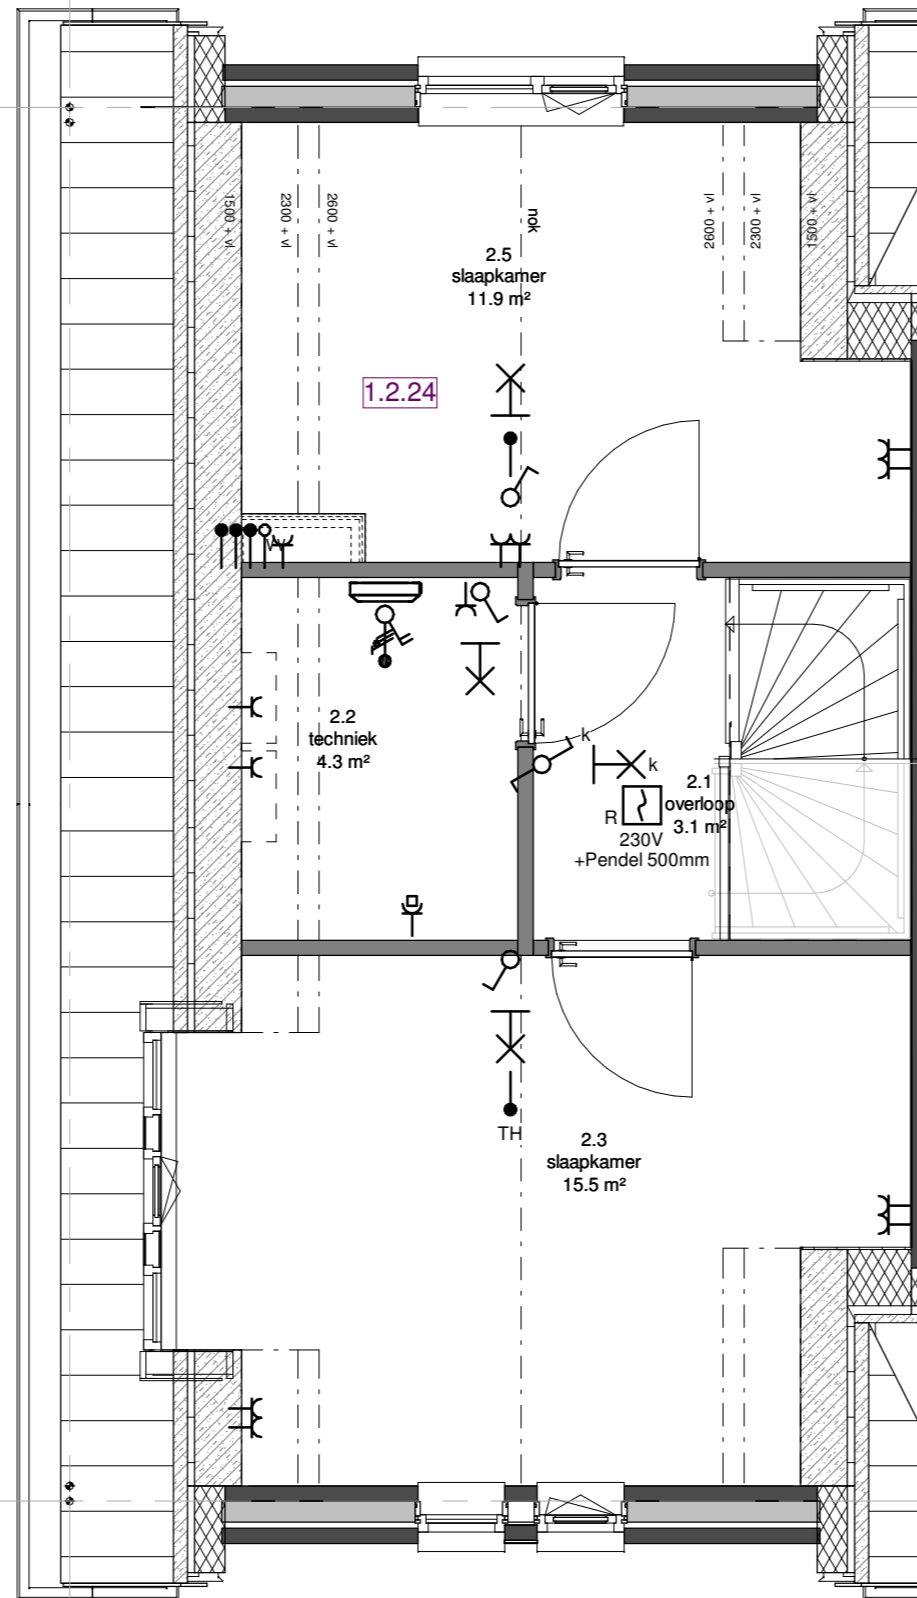 1500 + vl
2300 + vl
2600 + vl
nok
2600 + vl
2300 + vl
1500 + vl
2.5
slaapkamer
11.9 m²
1.2.24
2.2
techniek
4.3 m²
k
k
2.1
overloop
3.1 m²
R
230V
+Pendel 500mm
TH
2.3
slaapkamer
15.5 m²